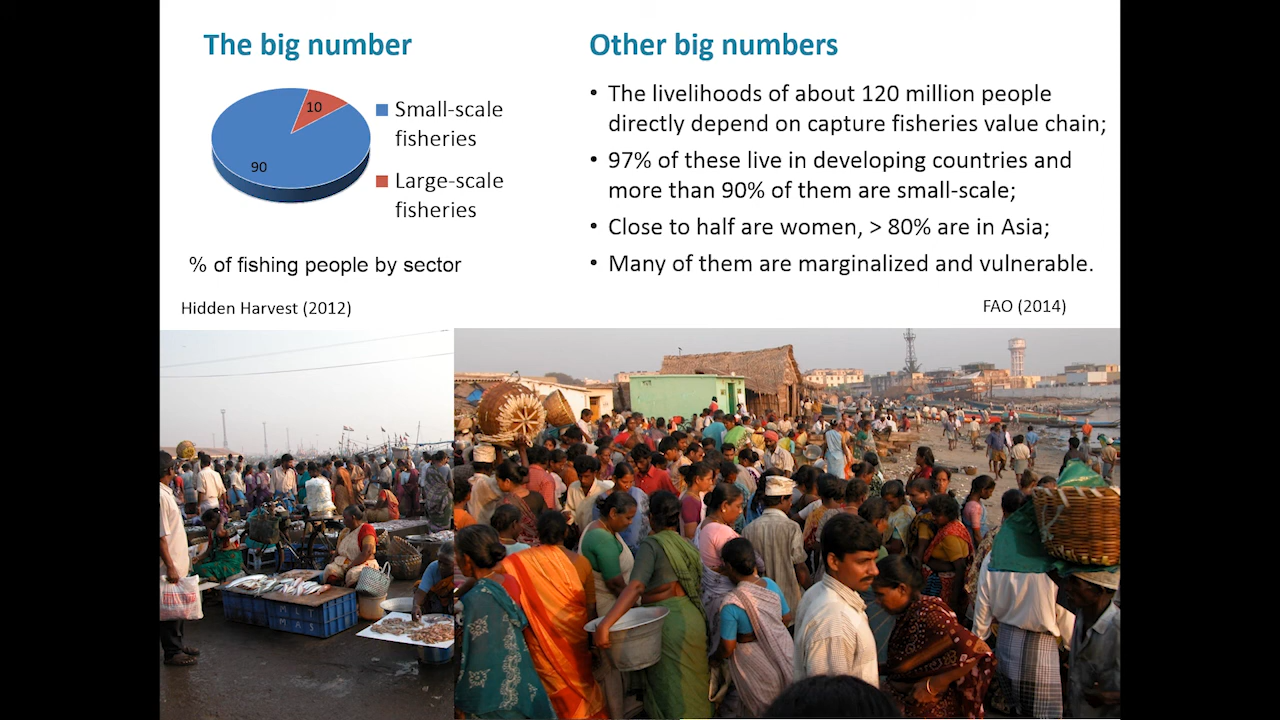 The big number
10
90
Small-scale
fisheries
Large-scale
fisheries
% of fishing people by sector
Hidden Harvest (2012)
Other big numbers
• The livelihoods of about 120 million people
directly depend on capture fisheries value chain;
• 97% of these live in developing countries and
more than 90% of them are small-scale;
• Close to half are women, > 80% are in Asia;
• Many of them are marginalized and vulnerable.
FAO (2014)
M A S